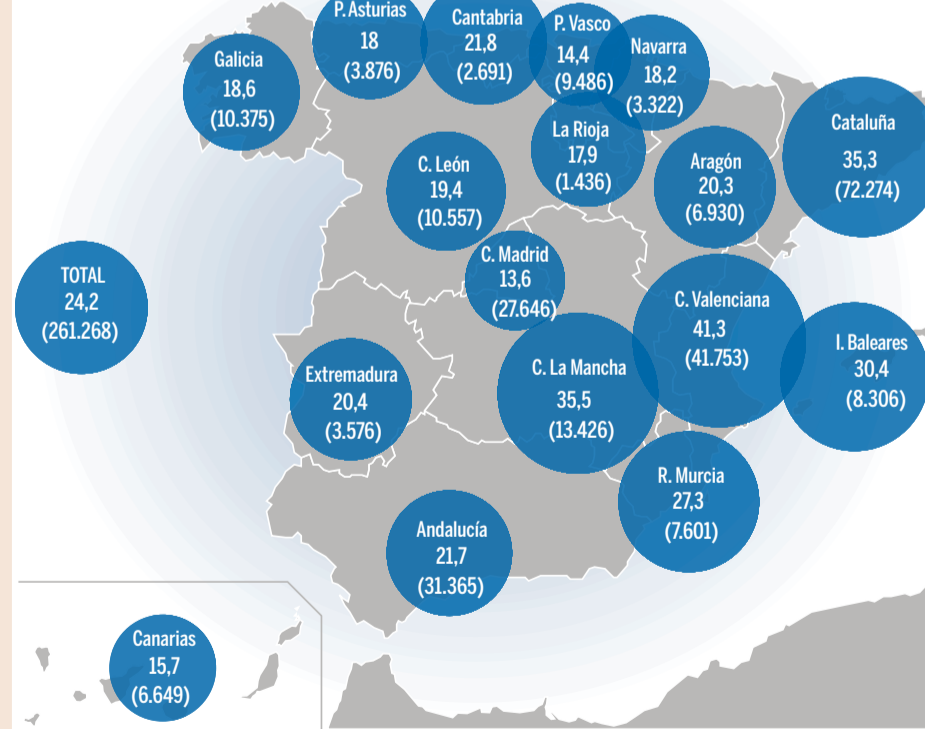 P. Asturias
18
(3.876)
Cantabria
21,8
(2.691)
P. Vasco
14,4
(9.486)
Navarra
18,2
(3.322)
Galicia
18,6
(10.375)
La Rioja
17,9
(1.436)
Cataluña
35,3
(72.274)
C. León
19,4
(10.557)
Aragón
20,3
(6.930)
C. Madrid
13,6
(27.646)
TOTAL
24,2
(261.268)
C. Valenciana
41,3
(41.753)
I. Baleares
30,4
(8.306)
Extremadura
20,4
(3.576)
C. La Mancha
35,5
(13.426)
R. Murcia
27,3
(7.601)
Andalucía
21,7
(31.365)
Canarias
15,7
(6.649)